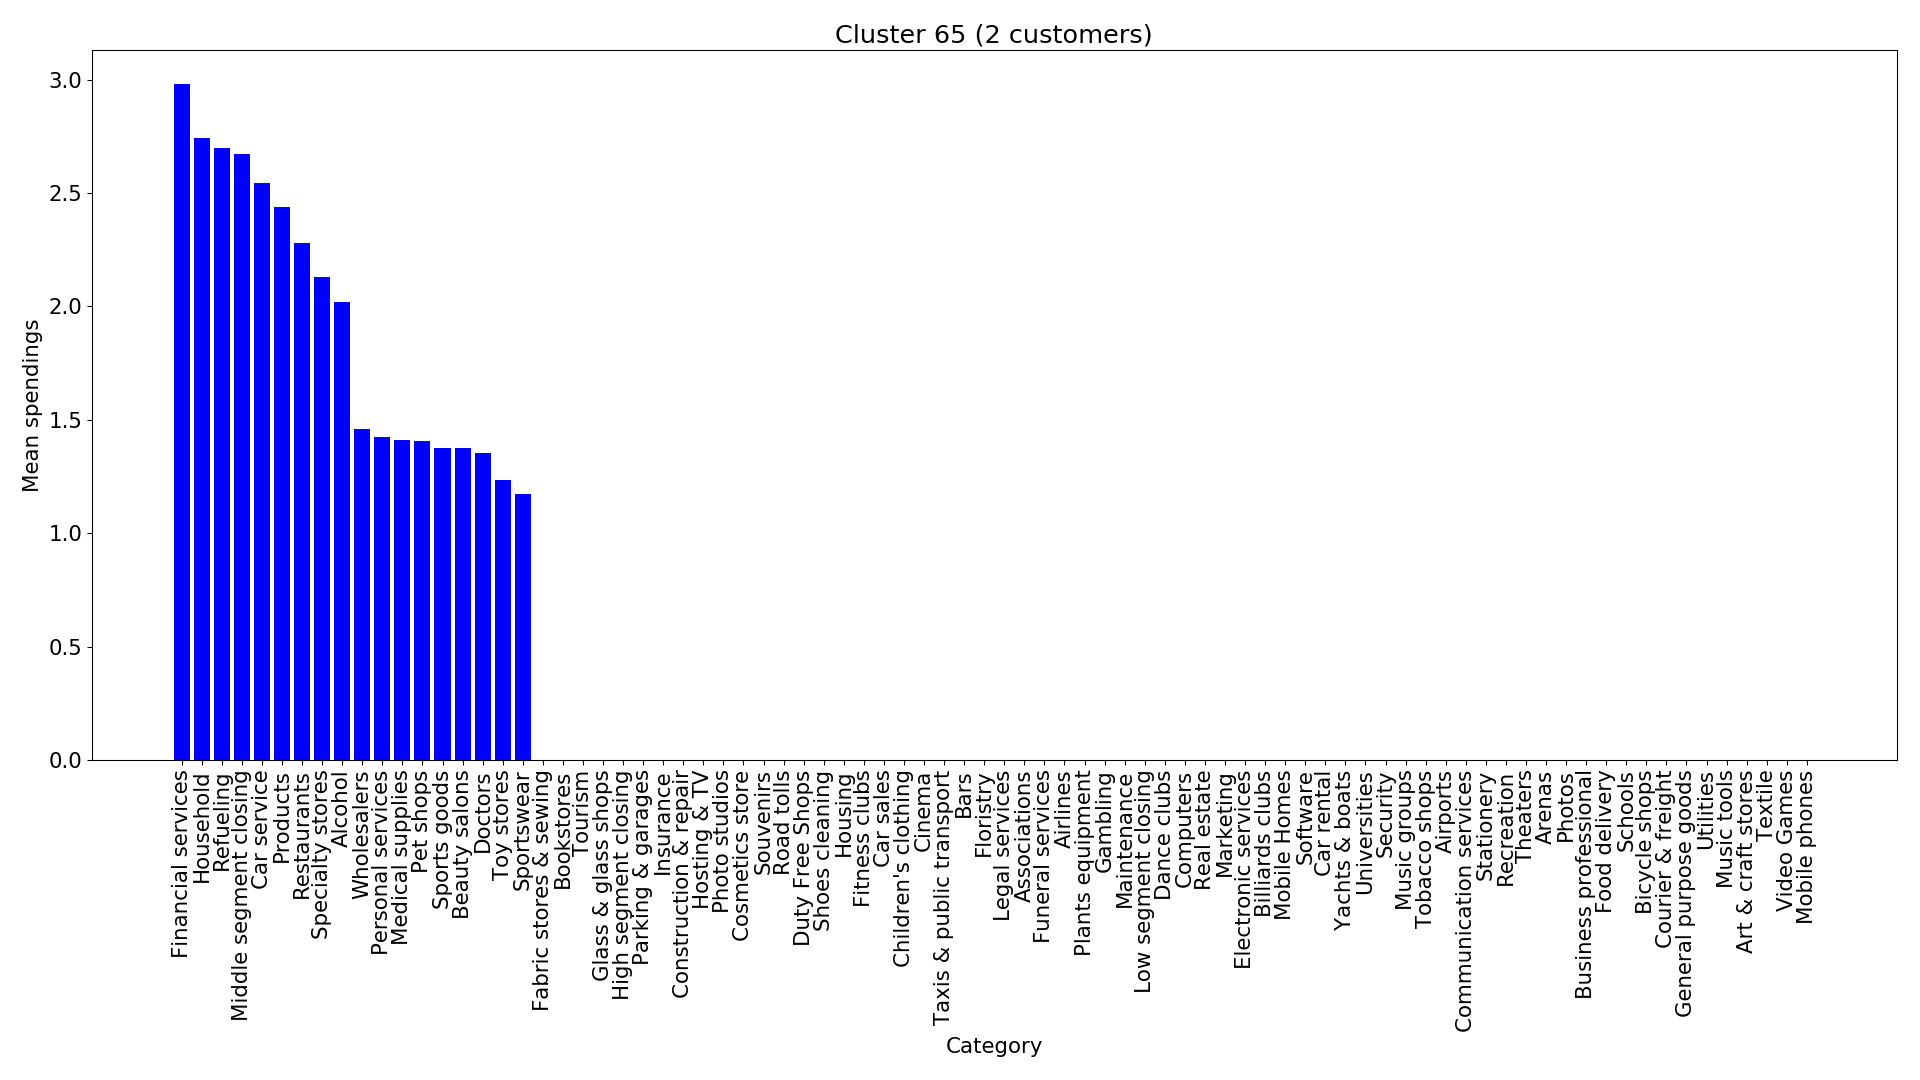 Cluster 65 (2 customers)
3.0
2.5
2.0
1.5
1.0
0.5
0.0
Mean spendings
Financial services
Household
Refueling
Middle segment closing
Car service
Products
Restaurants
Specialty stores
Alcohol
Wholesalers
Personal services
Medical supplies
Pet shops
Sports goods
Beauty salons
Doctors
Toy stores
Sportswear
Fabric stores & sewing
Bookstores
Tourism
Glass & glass shops
High segment closing
Parking & garages
Insurance
Construction & repair
Hosting & TV
Photo studios
Cosmetics store
Souvenirs
Road tolls
Duty Free Shops
Shoes cleaning
Housing
Fitness clubs
Car sales
Children's clothing
Cinema
Taxis & public transport
Bars
Floristry
Legal services
Associations
Funeral services
Airlines
Plants equipment
Gambling
Maintenance
Low segment closing
Dance clubs
Computers
Real estate
Marketing
Electronic services
Billiards clubs
Mobile Homes
Software
Car rental
Yachts & boats
Universities
Security
Music groups
Tobacco shops
Airports
Communication services
Stationery
Recreation
Theaters
Arenas
Photos
Business professional
Food delivery
Schools
Bicycle shops
Courier & freight
General purpose goods
Utilities
Music tools
Art & craft stores
Textile
Video Games
Mobile phones
Category